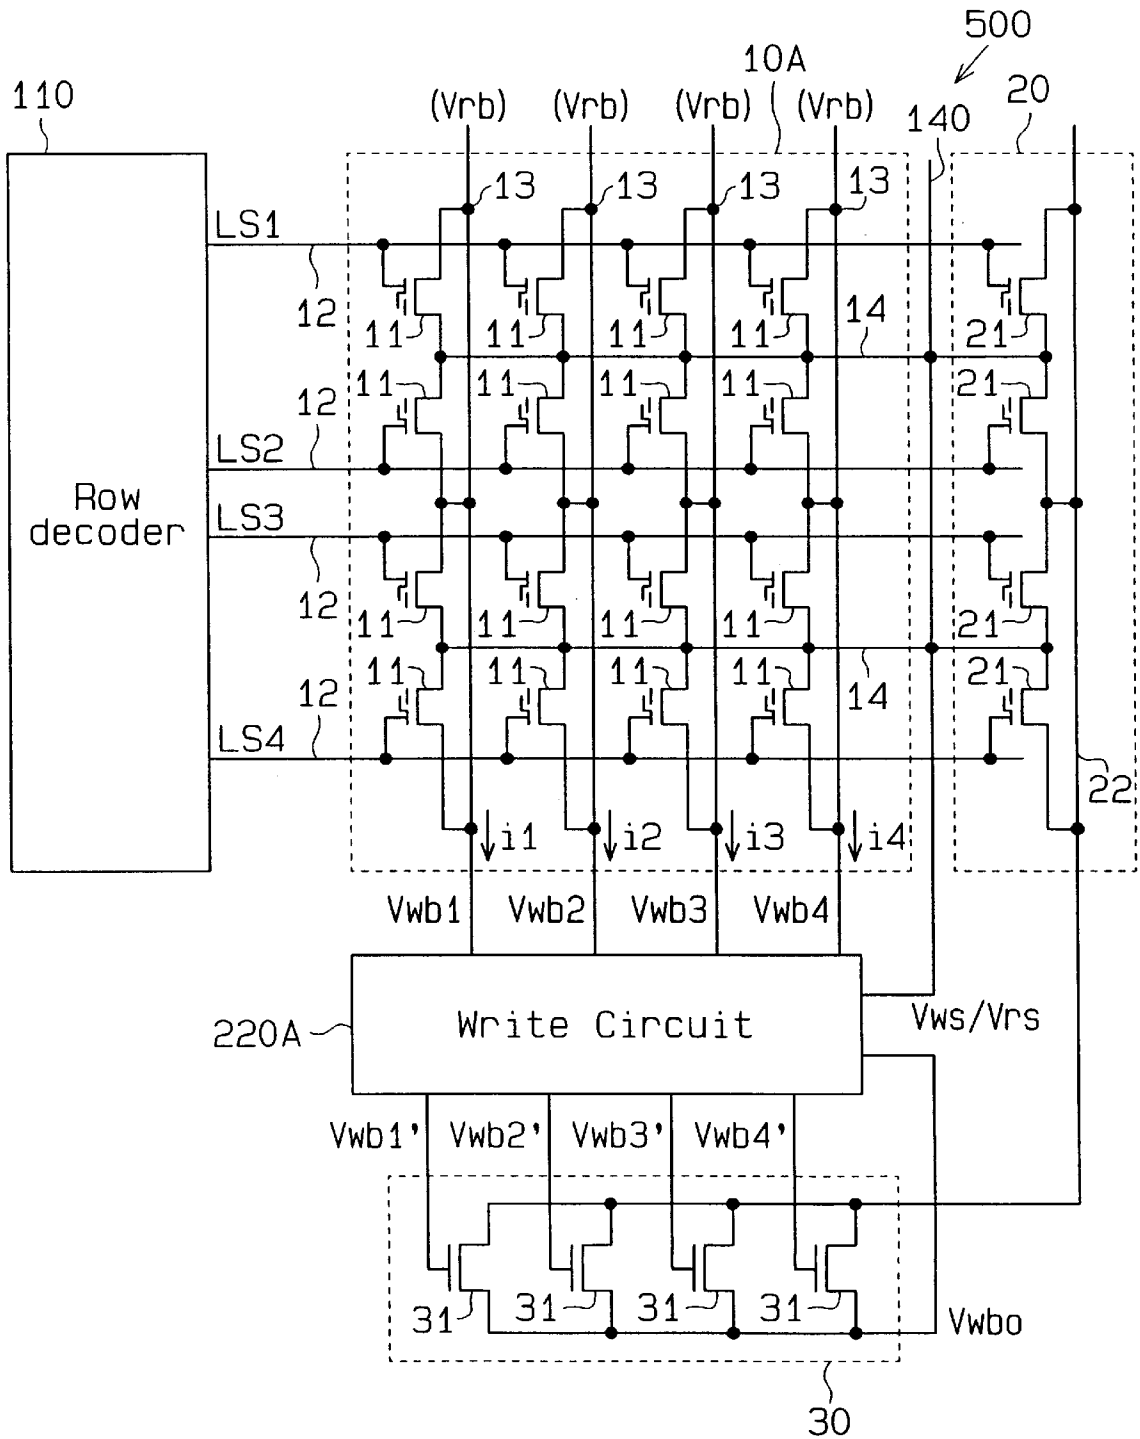 500
10A
20
110
(Vrb) (Vrb) (Vrb) (Vrb)
140
13 13 13 13
LS1
12
11 11 11 11 14 21
12 11 11 11 11 21
LS2
Row
decoder
LS3
12 11 11 11 11 21
11 11 11 11 21
12 14
LS4
22
i1 i2 i3 i4
Vwb1 Vwb2 Vwb3 Vwb4
220A
Write Circuit
Vws/Vrs
Vwb1' Vwb2' Vwb3' Vwb4'
31 31 31 31
Vwbo
30